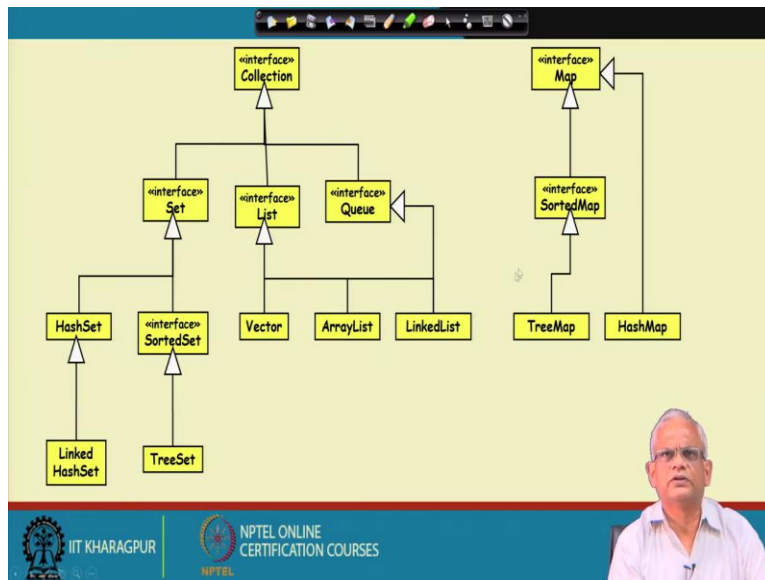 «interface»
Collection
«interface»
Map
«interface»
Set
«interface»
List
«interface»
Queue
«interface»
SortedMap
HashSet
«interface»
SortedSet
Vector
ArrayList
LinkedList
TreeMap
HashMap
Linked
HashSet
TreeSet
IIT KHARAGPUR
NPTEL
NPTEL ONLINE
CERTIFICATION COURSES